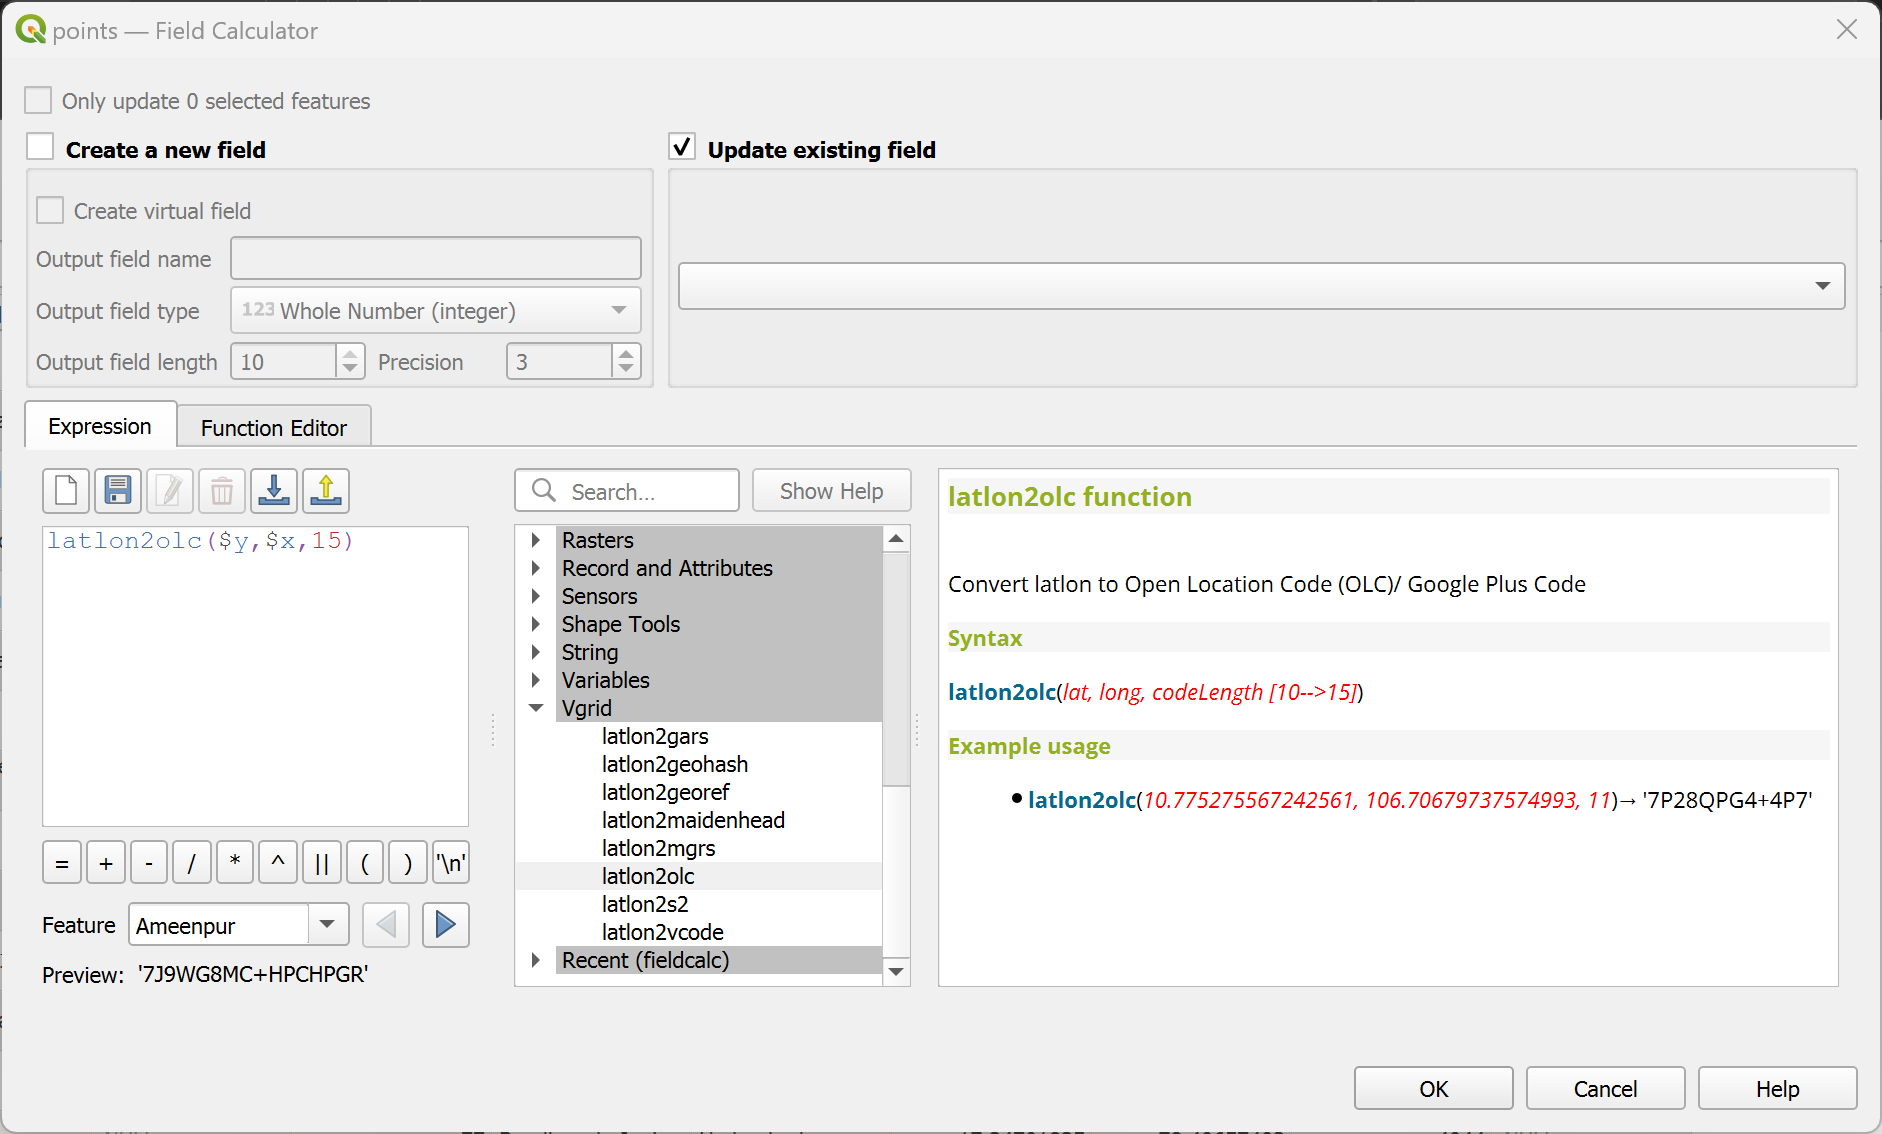 points — Field Calculator
Only update 0 selected features
Create a new field
Update existing field
Create virtual field
Output field name
Output field type
123 Whole Number (integer)
Output field length
10
Precision
3
Expression
Function Editor
Search...
Show Help
latlon2olc($y,$x,15)
= + - / * ^ || ( ) '\n'
Feature
Ameenpur
Preview: '7J9WG8MC+HPCHPGR'
Rasters
Record and Attributes
Sensors
Shape Tools
String
Variables
Vgrid
latlon2gars
latlon2geohash
latlon2georef
latlon2maidenhead
latlon2mgrs
latlon2olc
latlon2s2
latlon2vcode
Recent (fieldcalc)
latlon2olc function
Convert latlon to Open Location Code (OLC)/ Google Plus Code
Syntax
latlon2olc(lat, long, codeLength [10-->15])
Example usage
latlon2olc(10.775275567242561, 106.70679737574993, 11)→ '7P28QPG4+4P7'
OK
Cancel
Help